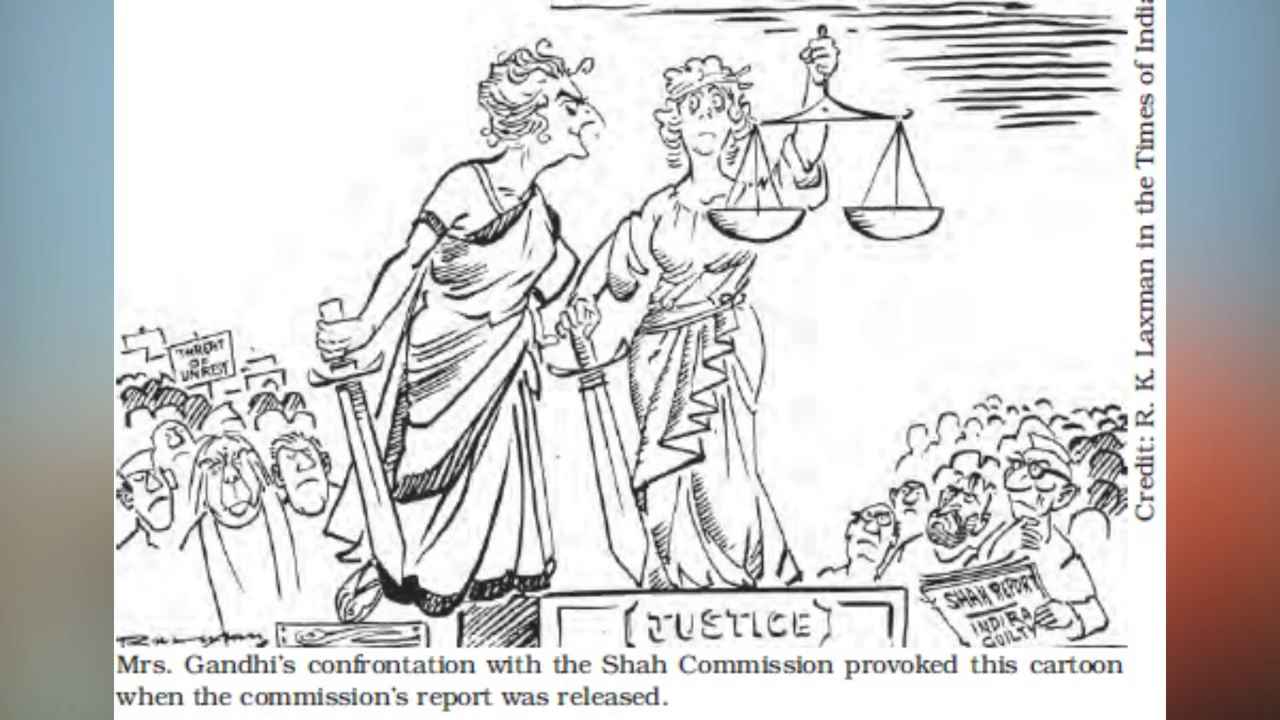 Credit: R. K. Laxman in the Times of India
THREAT
OF
UNREST
JUSTICE
SHAH REPORT
INDIRA
GUILTY
Mrs. Gandhi's confrontation with the Shah Commission provoked this cartoon
when the commission's report was released.